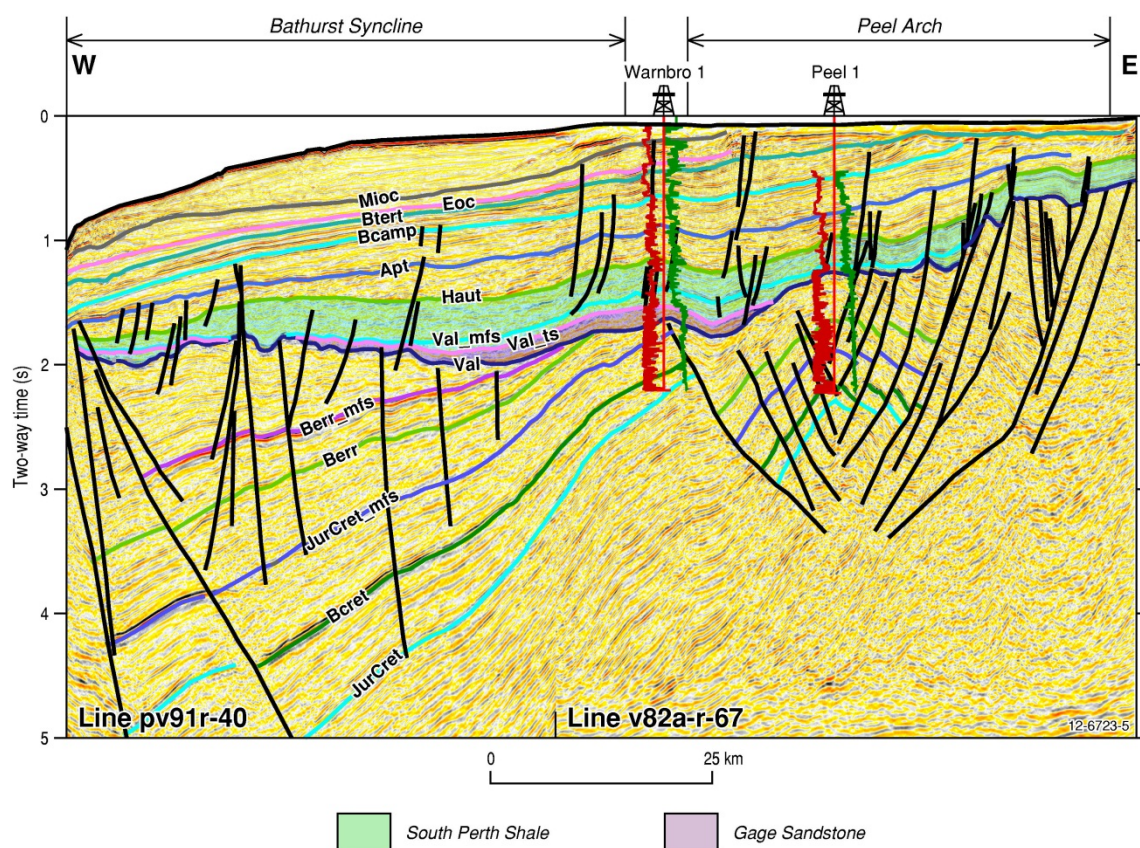 Bathurst Syncline
Peel Arch
W
E
Warnbro 1
Peel 1
0
1
2
3
4
5
Two-way time (s)
Mioc
Eoc
Btert
Bcamp
Apt
Haut
Val_mfs
Val_ts
Val
Berr_mfs
Berr
JurCret_mfs
Bcret
JurCret
Line pv91r-40
Line v82a-r-67
12-6723-5
0
25 km
South Perth Shale
Gage Sandstone